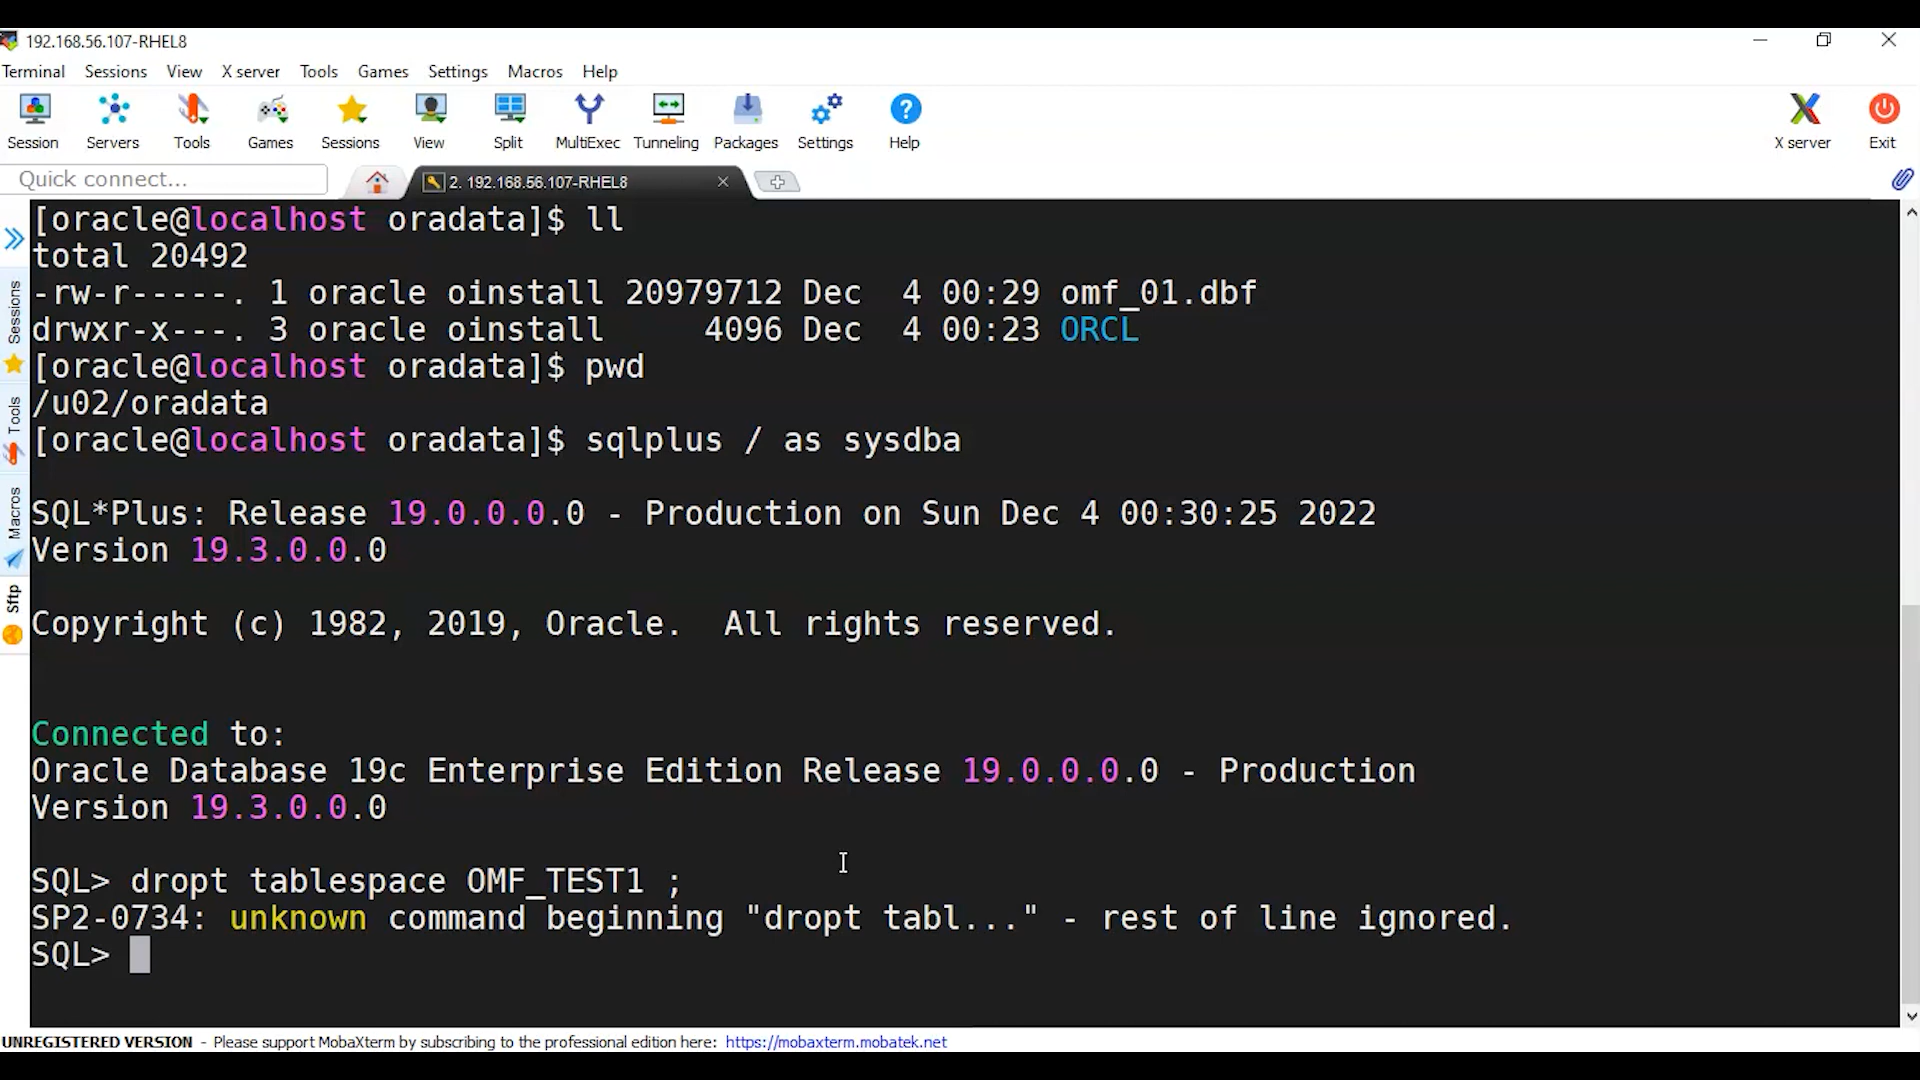 192.168.56.107-RHEL8
Terminal Sessions View X server Tools Games Settings Macros Help
Session Servers Tools Games Sessions View Split MultiExec Tunneling Packages Settings Help X server Exit
Quick connect... 2. 192.168.56.107-RHEL8
[oracle@localhost oradata]$ ll
total 20492
-rw-r-----. 1 oracle oinstall 20979712 Dec  4 00:29 omf_01.dbf
drwxr-x---. 3 oracle oinstall     4096 Dec  4 00:23 ORCL
[oracle@localhost oradata]$ pwd
/u02/oradata
[oracle@localhost oradata]$ sqlplus / as sysdba
SQL*Plus: Release 19.0.0.0.0 - Production on Sun Dec 4 00:30:25 2022
Version 19.3.0.0.0
Copyright (c) 1982, 2019, Oracle.  All rights reserved.
Connected to:
Oracle Database 19c Enterprise Edition Release 19.0.0.0.0 - Production
Version 19.3.0.0.0
SQL> dropt tablespace OMF_TEST1 ;
SP2-0734: unknown command beginning "dropt tabl..." - rest of line ignored.
SQL>
Sessions
Tools
Macros
Sftp
UNREGISTERED VERSION - Please support MobaXterm by subscribing to the professional edition here: https://mobaxterm.mobatek.net